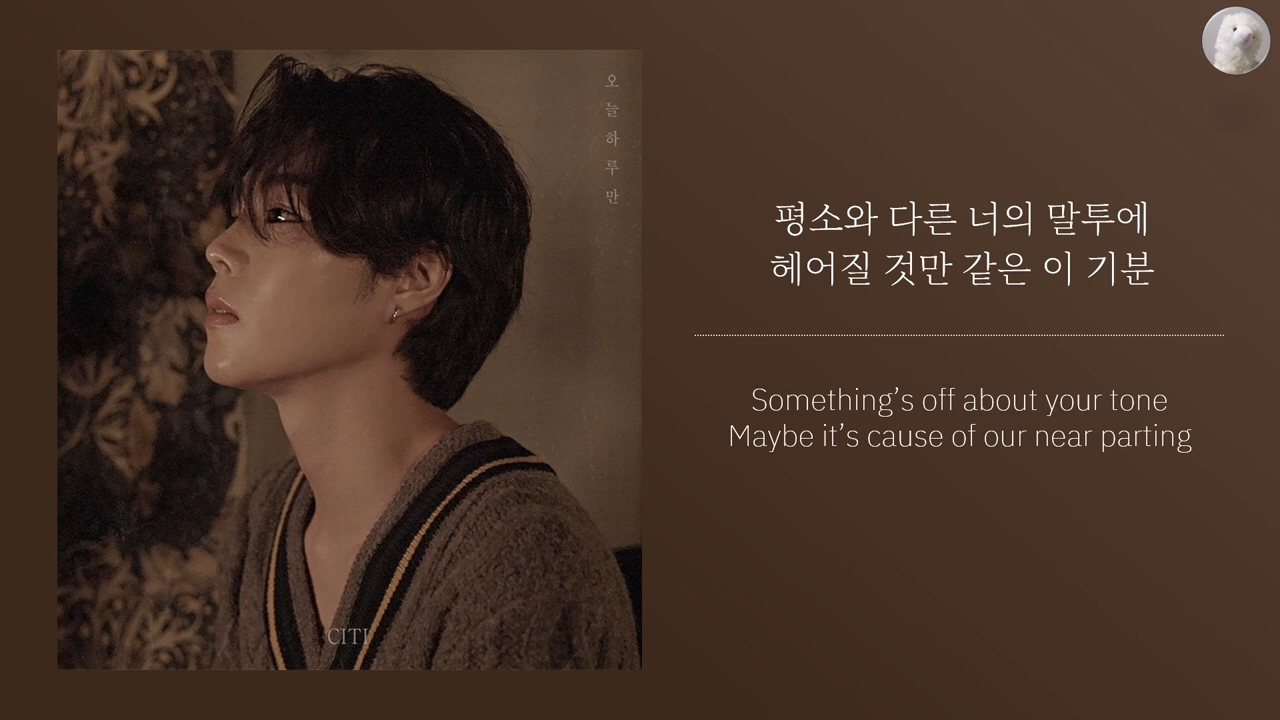 오늘하루만
CITI
평소와 다른 너의 말투에
헤어질 것만 같은 이 기분
Something's off about your tone
Maybe it's cause of our near parting